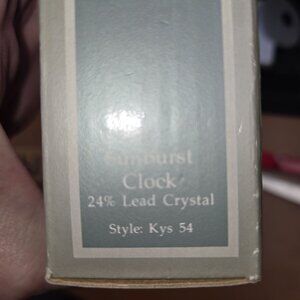 Sunburst
Clock
24% Lead Crystal
Style: Kys 54